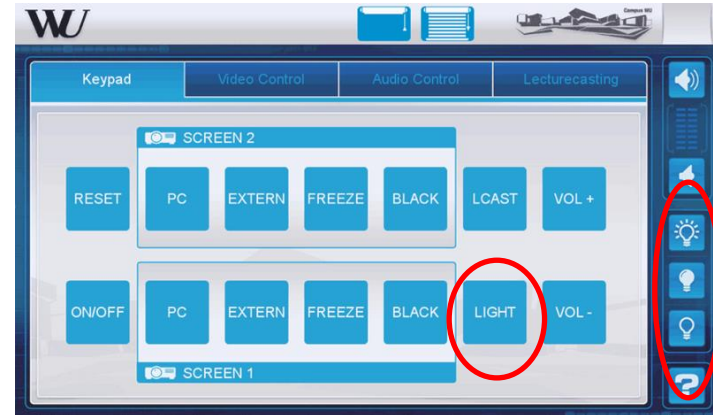 WU
Campus WU
Keypad Video Control Audio Control Lecturecasting
SCREEN 2
RESET PC EXTERN FREEZE BLACK LCAST VOL +
ON/OFF PC EXTERN FREEZE BLACK LIGHT VOL -
SCREEN 1
?